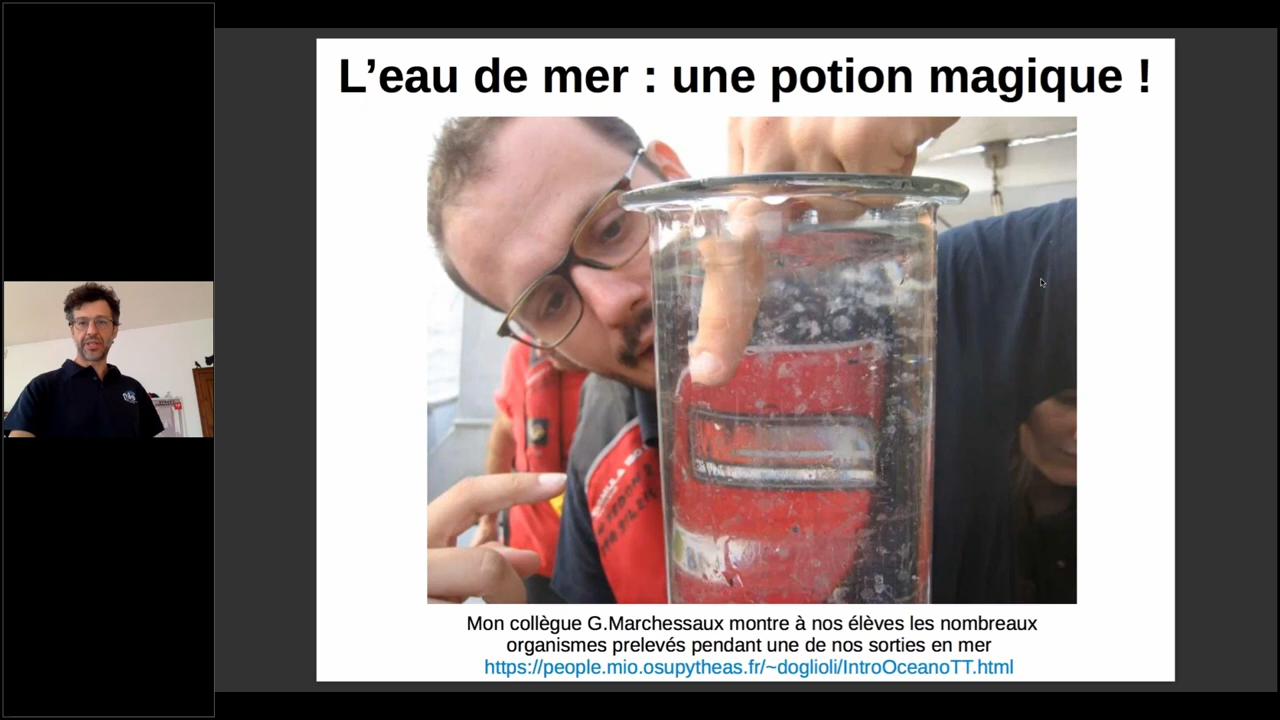 L’eau de mer : une potion magique !
Mon collègue G.Marchessaux montre à nos élèves les nombreaux
organismes prelevés pendant une de nos sorties en mer
https://people.mio.osupytheas.fr/~doglioli/IntroOceanoTT.html